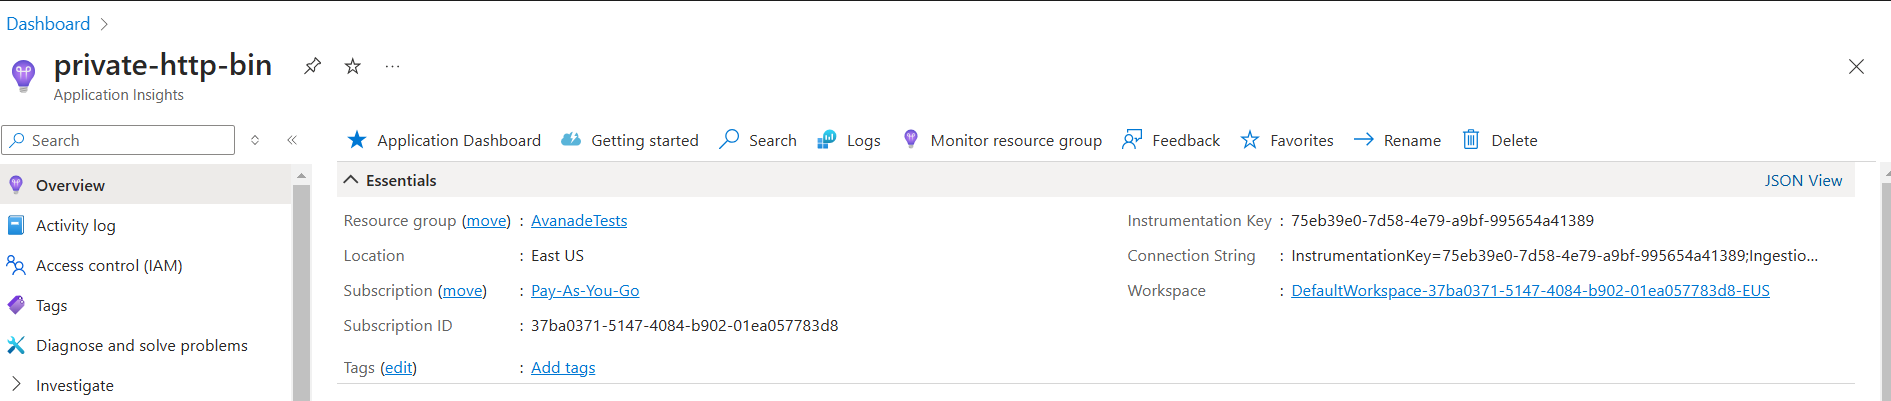 Dashboard
private-http-bin
Application Insights
Search
Application Dashboard Getting started Search Logs Monitor resource group Feedback Favorites Rename Delete
Overview
Activity log
Access control (IAM)
Tags
Diagnose and solve problems
Investigate
Essentials JSON View
Resource group (move) : AvanadeTests
Location : East US
Subscription (move) : Pay-As-You-Go
Subscription ID : 37ba0371-5147-4084-b902-01ea057783d8
Tags (edit) : Add tags
Instrumentation Key : 75eb39e0-7d58-4e79-a9bf-995654a41389
Connection String : InstrumentationKey=75eb39e0-7d58-4e79-a9bf-995654a41389;Ingestio...
Workspace : DefaultWorkspace-37ba0371-5147-4084-b902-01ea057783d8-EUS